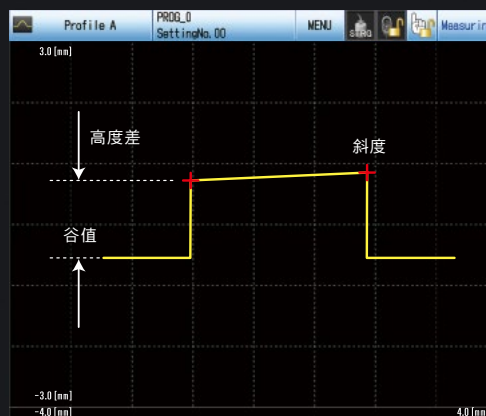 Profile A
PROG_0
SettingNo.00
MENU
Measurin
3.0[mm]
高度差
斜度
谷值
-3.0[mm]
-4.0[mm]
4.0[mm